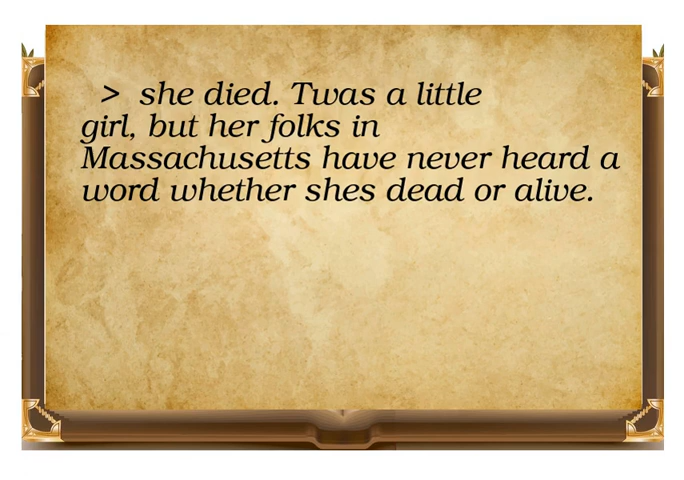 > she died. Twas a little
girl, but her folks in
Massachusetts have never heard a
word whether shes dead or alive.